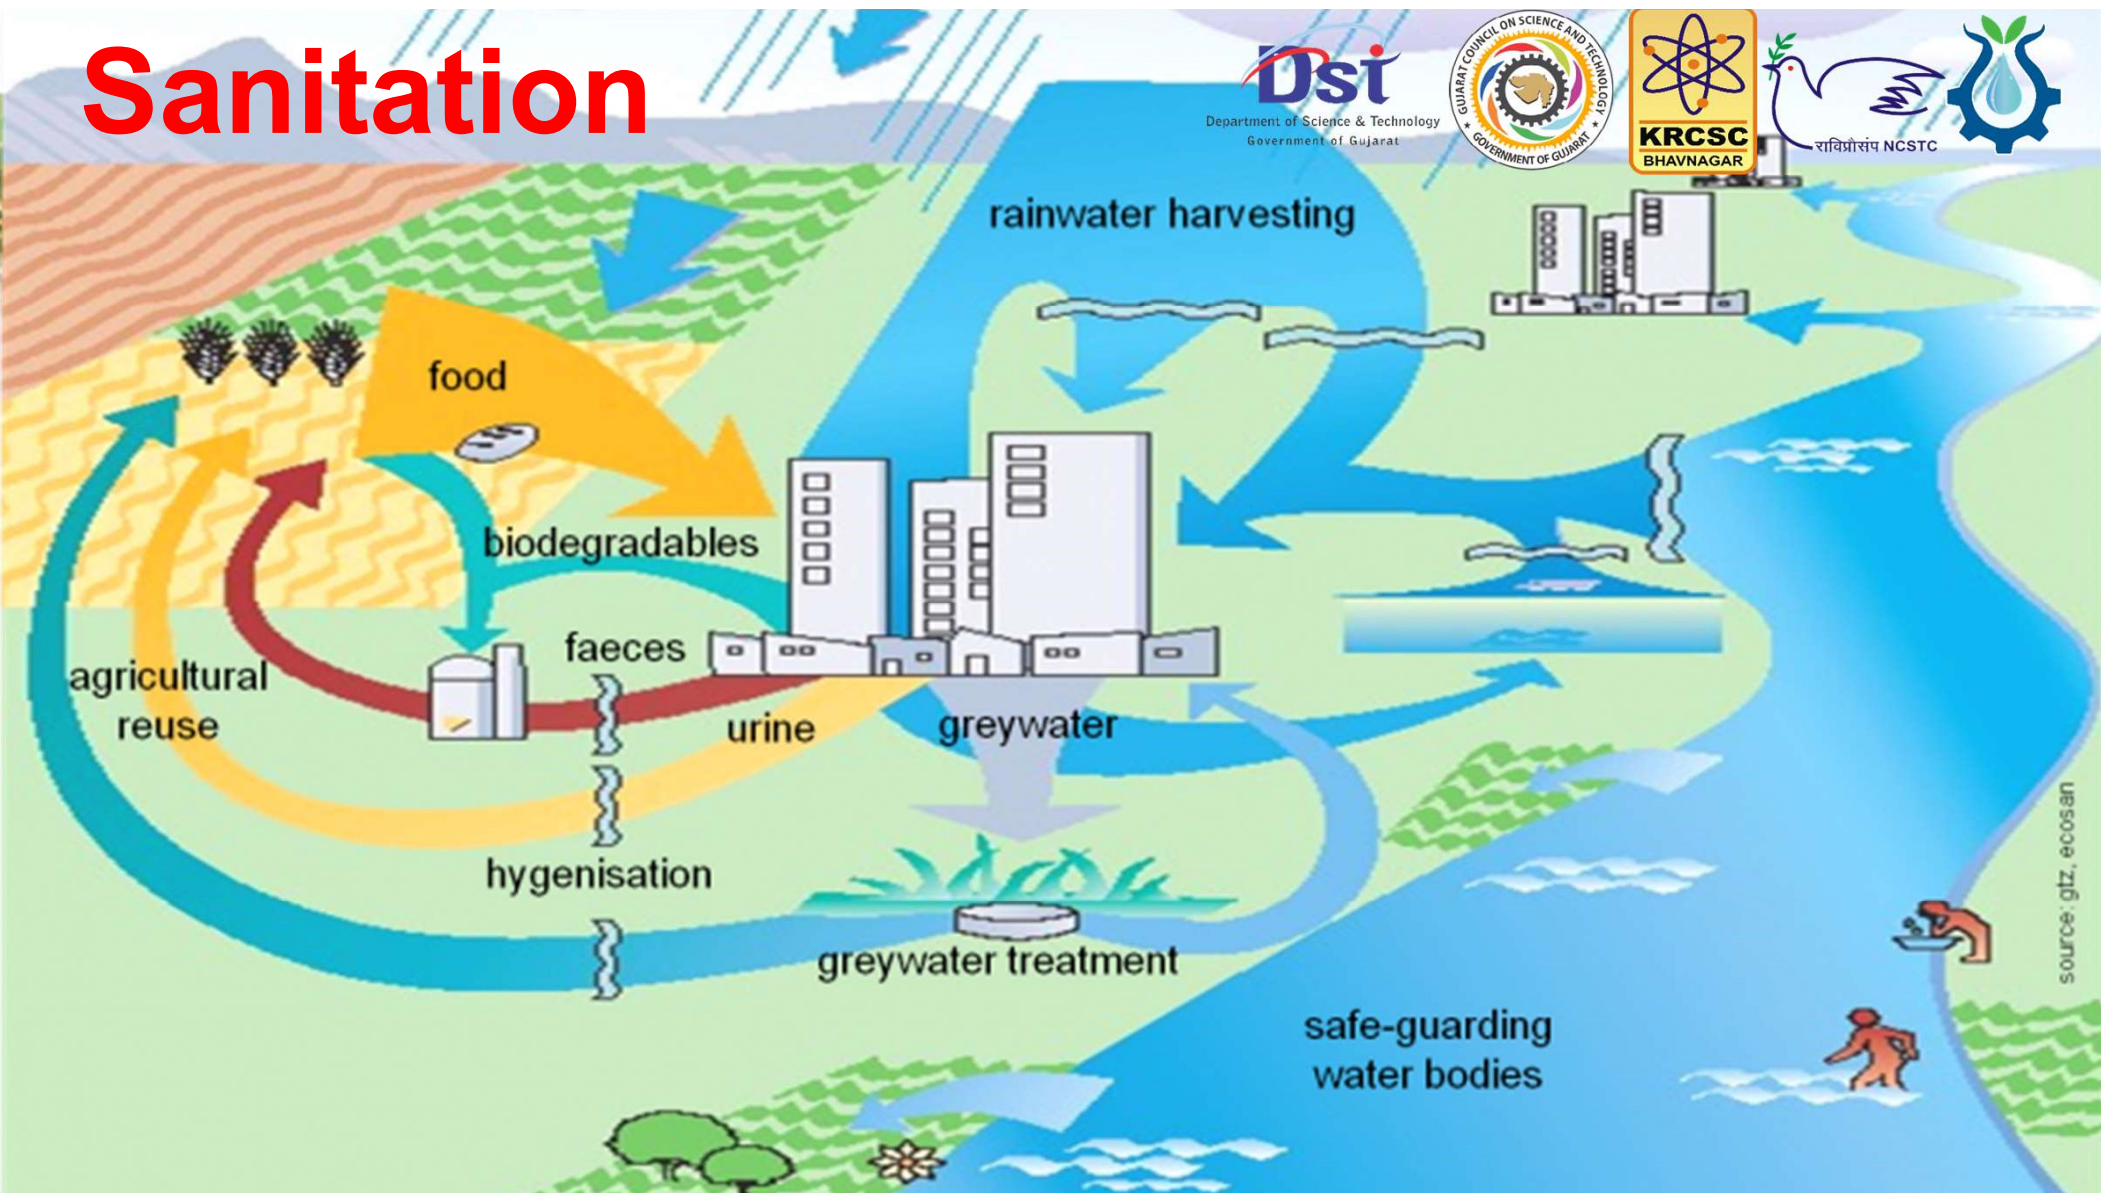 Sanitation
Dst
Department of Science & Technology
Government of Gujarat
GUJARAT COUNCIL ON SCIENCE AND TECHNOLOGY
★ GOVERNMENT OF GUJARAT ★
KRCSC
BHAVNAGAR
राविप्रौसंप NCSTC
rainwater harvesting
food
biodegradables
faeces
agricultural
reuse
urine
greywater
hygenisation
greywater treatment
safe-guarding
water bodies
source: gtz, ecosan